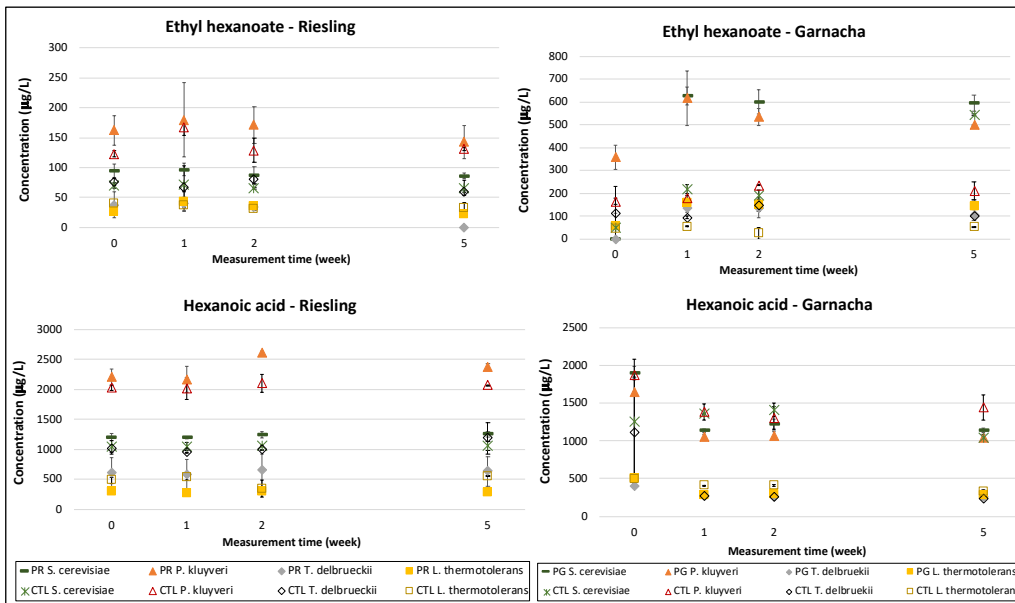 Ethyl hexanoate - Riesling
Concentration (µg/L)
300
250
200
150
100
50
0
0 1 2 5
Measurement time (week)
Ethyl hexanoate - Garnacha
Concentration (µg/L)
800
700
600
500
400
300
200
100
0
0 1 2 5
Measurement time (week)
Hexanoic acid - Riesling
Concentration (µg/L)
3000
2500
2000
1500
1000
500
0
0 1 2 5
Measurement time (week)
Hexanoic acid - Garnacha
Concentration (µg/L)
2500
2000
1500
1000
500
0
0 1 2 5
Measurement time (week)
PR S. cerevisiae PR P. kluyveri PR T. delbrueckii PR L. thermotolerans
CTL S. cerevisiae CTL P. kluyveri CTL T. delbrueckii CTL L. thermotolerans
PG S. cerevisiae PG P. kluyveri PG T. delbrueckii PG L. thermotolerans
CTL S. cerevisiae CTL P. kluyveri CTL T. delbrueckii CTL L. thermotolerans